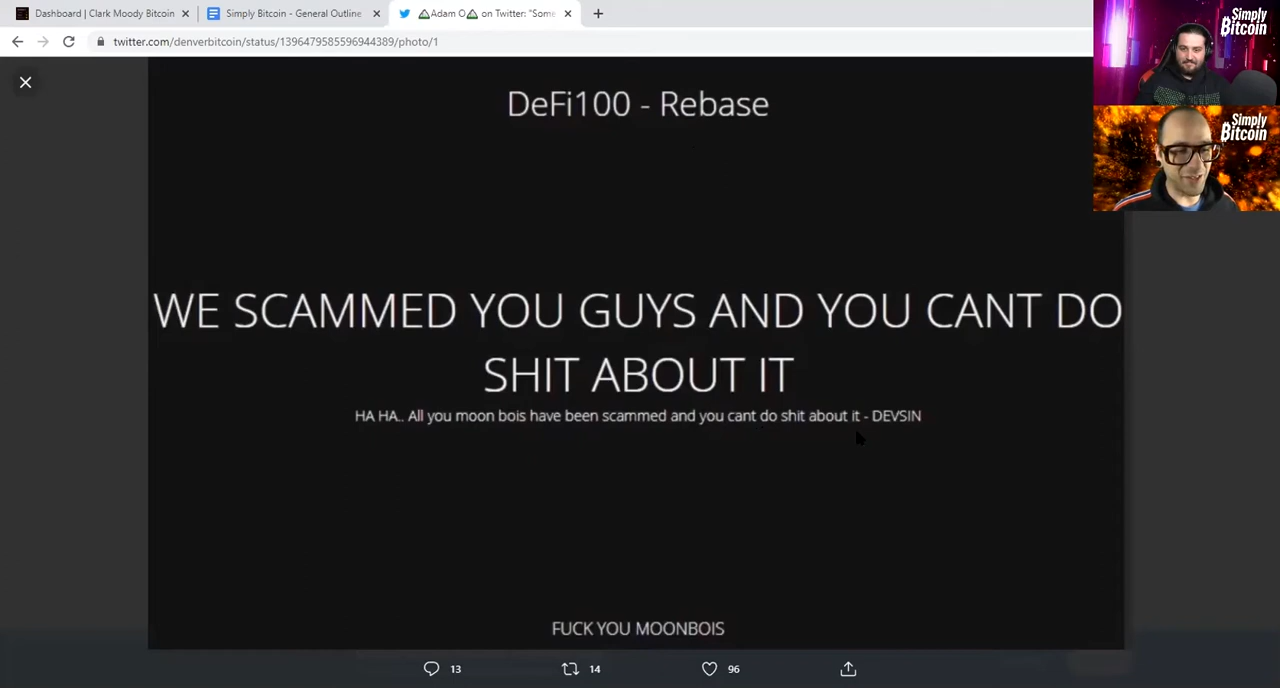 Dashboard | Clark Moody Bitcoin
Simply Bitcoin - General Outline
Adam O on Twitter: "Some
twitter.com/denverbitcoin/status/1396479585596944389/photo/1
Simply
Bitcoin
Simply
Bitcoin
DeFi100 - Rebase
WE SCAMMED YOU GUYS AND YOU CANT DO
SHIT ABOUT IT
HA HA.. All you moon bois have been scammed and you cant do shit about it - DEVSIN
FUCK YOU MOONBOIS
13
14
96